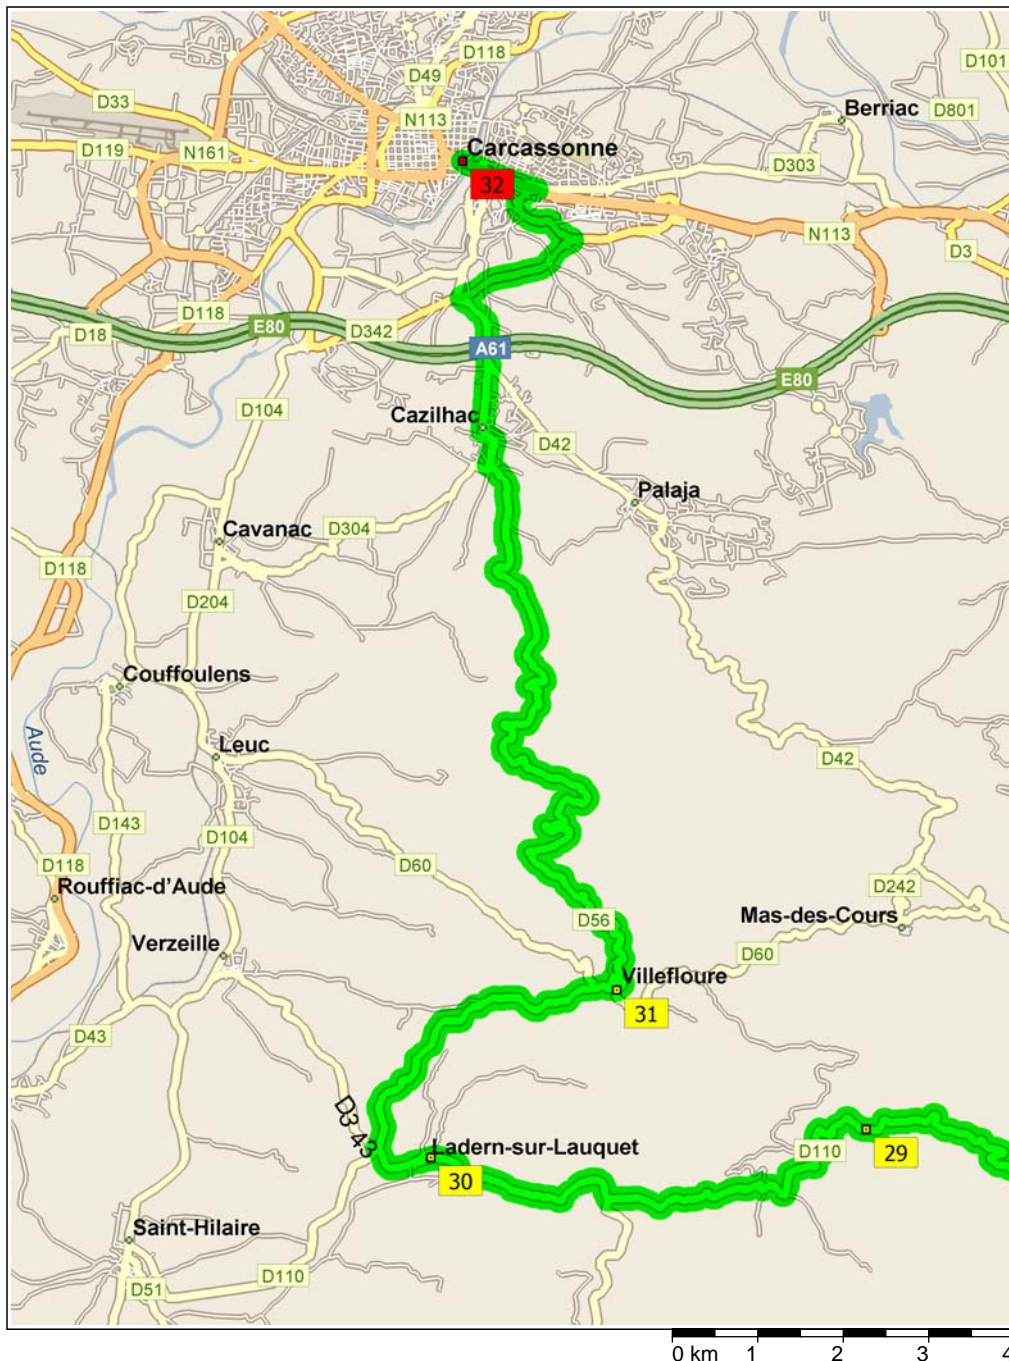 D118
D101
D49
D33
Berriac
D801
N113
D119
N161
Carcassonne
D303
32
N113
D3
D118
E80
D18
D342
A61
E80
D104
Cazilhac
D42
Palaja
Cavanac
D304
D118
D204
Couffoulens
Aude
Leuc
D42
D143
D104
D118
D60
Rouffiac-d'Aude
D242
Mas-des-Cours
D56
Verzeille
D60
Villefloure
31
D43
D3 43
Ladern-sur-Lauquet
D110
29
30
Saint-Hilaire
D110
D51
0 km 1 2 3 4